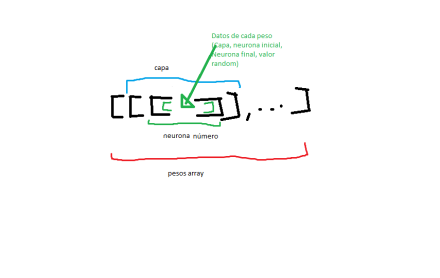 Datos de cada peso
(Capa, neurona inicial,
Neurona final, valor
random)
capa
[[[[ ]]],...]
neurona número
pesos array